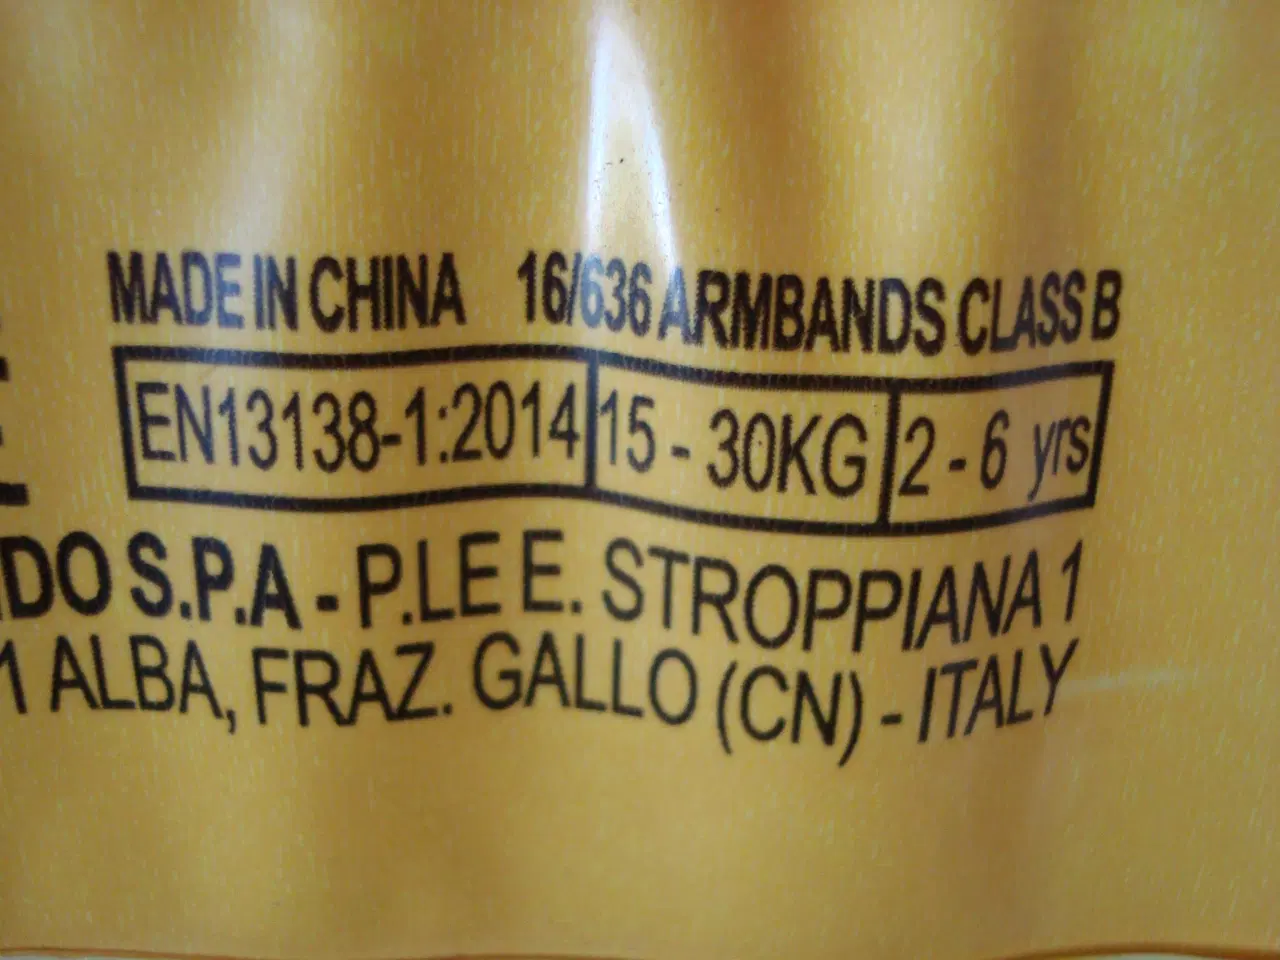 MADE IN CHINA 16/636 ARMBANDS CLASS B
EN13138-1:2014 15 - 30KG 2 - 6 yrs
DO S.P.A - P.LE E. STROPPIANA 1
1 ALBA, FRAZ. GALLO (CN) - ITALY